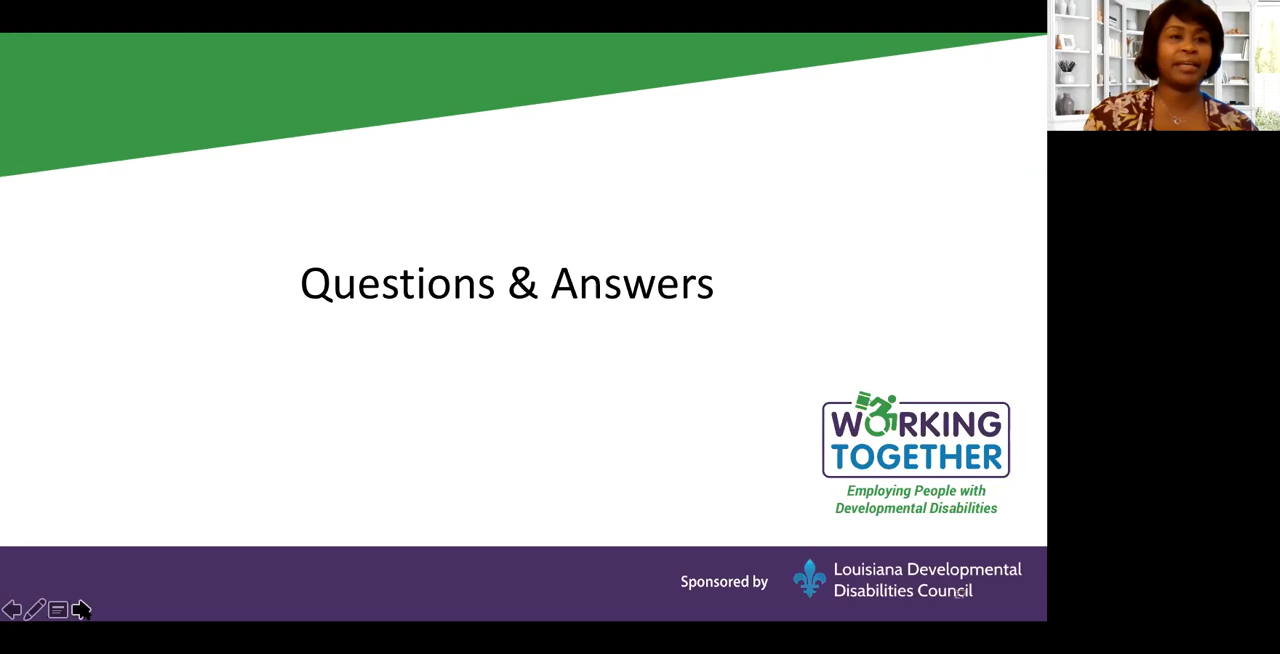 Questions & Answers
WORKING
TOGETHER
Employing People with
Developmental Disabilities
Sponsored by
Louisiana Developmental
Disabilities Council